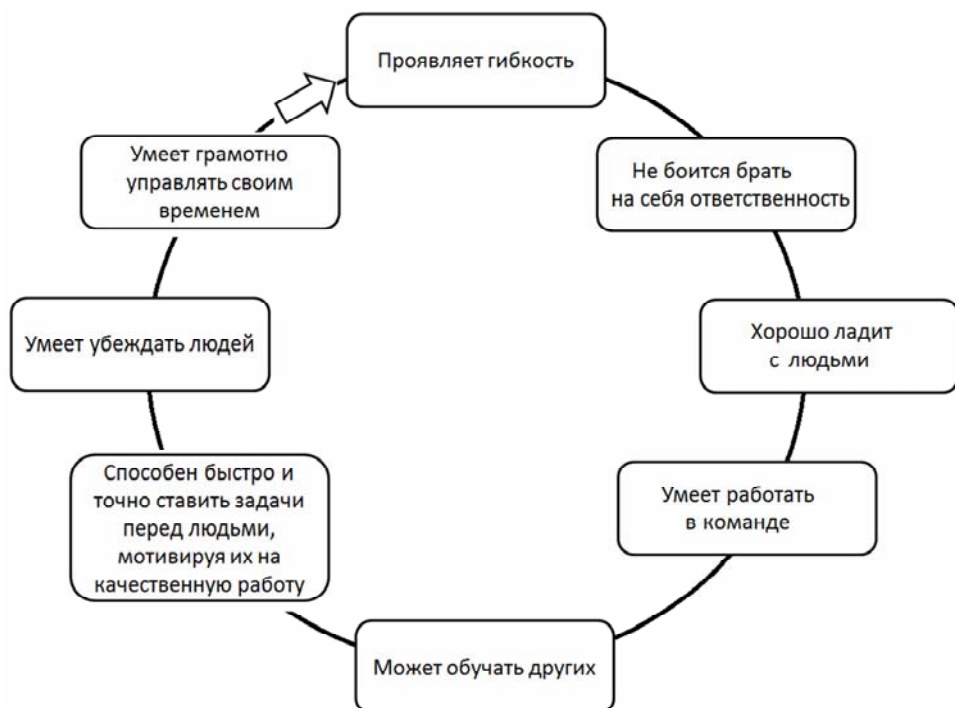 Проявляет гибкость
Не боится брать
на себя ответственность
Хорошо ладит
с людьми
Умеет работать
в команде
Может обучать других
Способен быстро и
точно ставить задачи
перед людьми,
мотивируя их на
качественную работу
Умеет убеждать людей
Умеет грамотно
управлять своим
временем